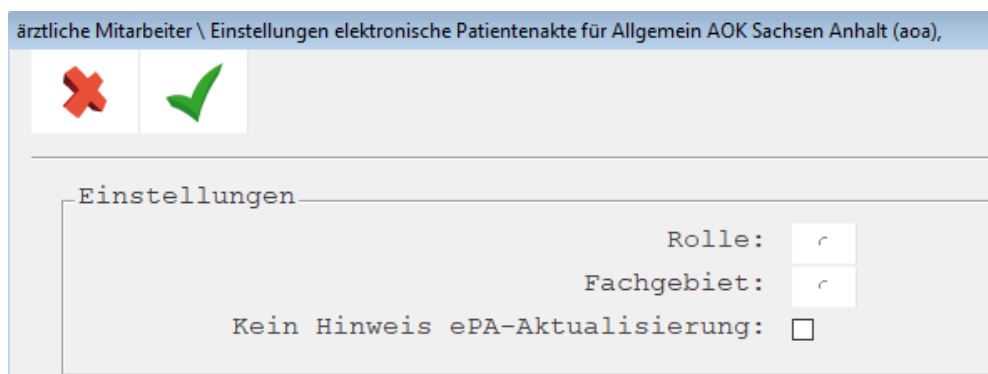 ärztliche Mitarbeiter \ Einstellungen elektronische Patientenakte für Allgemein AOK Sachsen Anhalt (aoa),
Einstellungen
Rolle:
Fachgebiet:
Kein Hinweis ePA-Aktualisierung: